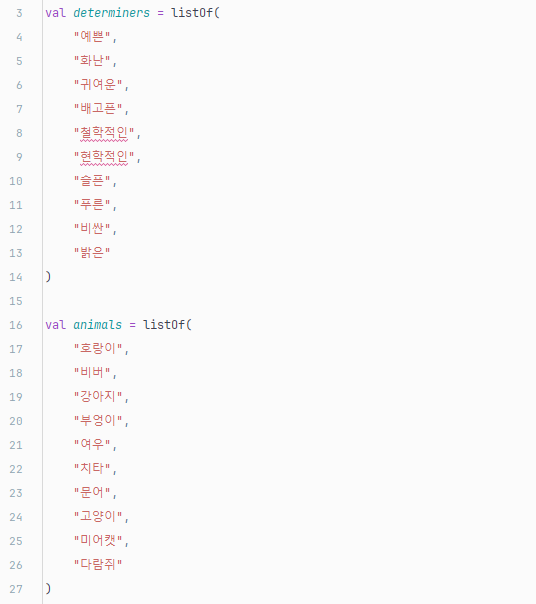 3 val determiners = listOf(
4     "예쁜",
5     "화난",
6     "귀여운",
7     "배고픈",
8     "철학적인",
9     "현학적인",
10     "슬픈",
11     "푸른",
12     "비싼",
13     "밝은"
14 )
15
16 val animals = listOf(
17     "호랑이",
18     "비버",
19     "강아지",
20     "부엉이",
21     "여우",
22     "치타",
23     "문어",
24     "고양이",
25     "미어캣",
26     "다람쥐"
27 )